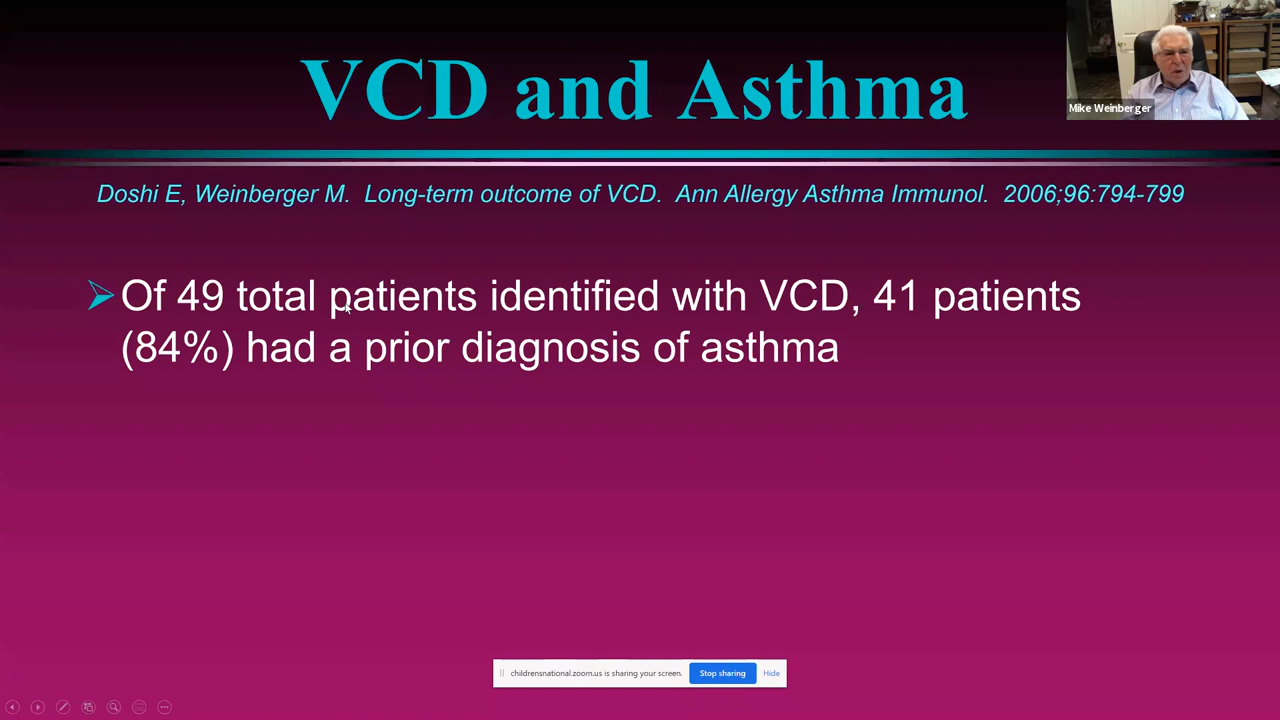 VCD and Asthma
Mike Weinberger
Doshi E, Weinberger M. Long-term outcome of VCD. Ann Allergy Asthma Immunol. 2006;96:794-799
Of 49 total patients identified with VCD, 41 patients
(84%) had a prior diagnosis of asthma
childrensnational.zoom.us is sharing your screen.
Stop sharing
Hide